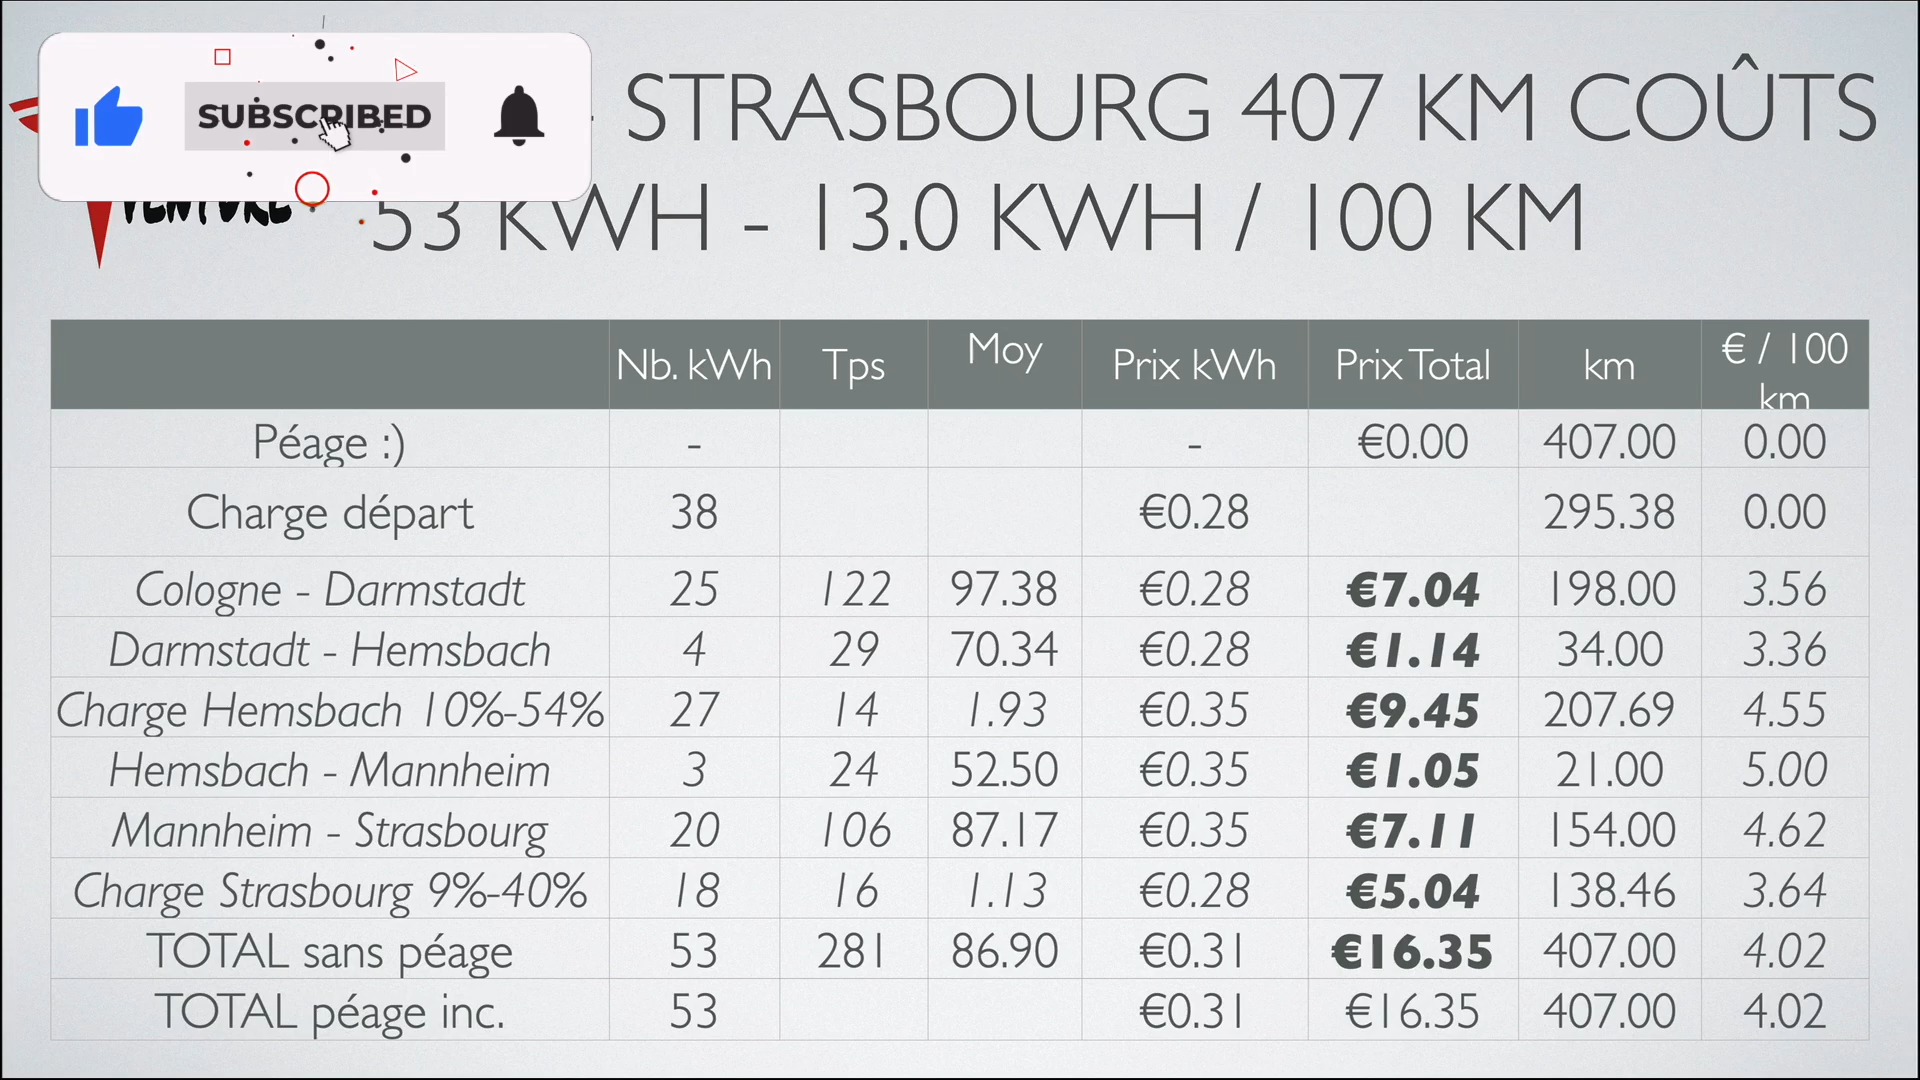 SUBSCRIBED
- STRASBOURG 407 KM COÛTS
VENTURE
53 KWH - 13.0 KWH / 100 KM
Nb. kWh Tps Moy Prix kWh Prix Total km € / 100 km
Péage :) - - €0.00 407.00 0.00
Charge départ 38 €0.28 295.38 0.00
Cologne - Darmstadt 25 122 97.38 €0.28 €7.04 198.00 3.56
Darmstadt - Hemsbach 4 29 70.34 €0.28 €1.14 34.00 3.36
Charge Hemsbach 10%-54% 27 14 1.93 €0.35 €9.45 207.69 4.55
Hemsbach - Mannheim 3 24 52.50 €0.35 €1.05 21.00 5.00
Mannheim - Strasbourg 20 106 87.17 €0.35 €7.11 154.00 4.62
Charge Strasbourg 9%-40% 18 16 1.13 €0.28 €5.04 138.46 3.64
TOTAL sans péage 53 281 86.90 €0.31 €16.35 407.00 4.02
TOTAL péage inc. 53 €0.31 €16.35 407.00 4.02